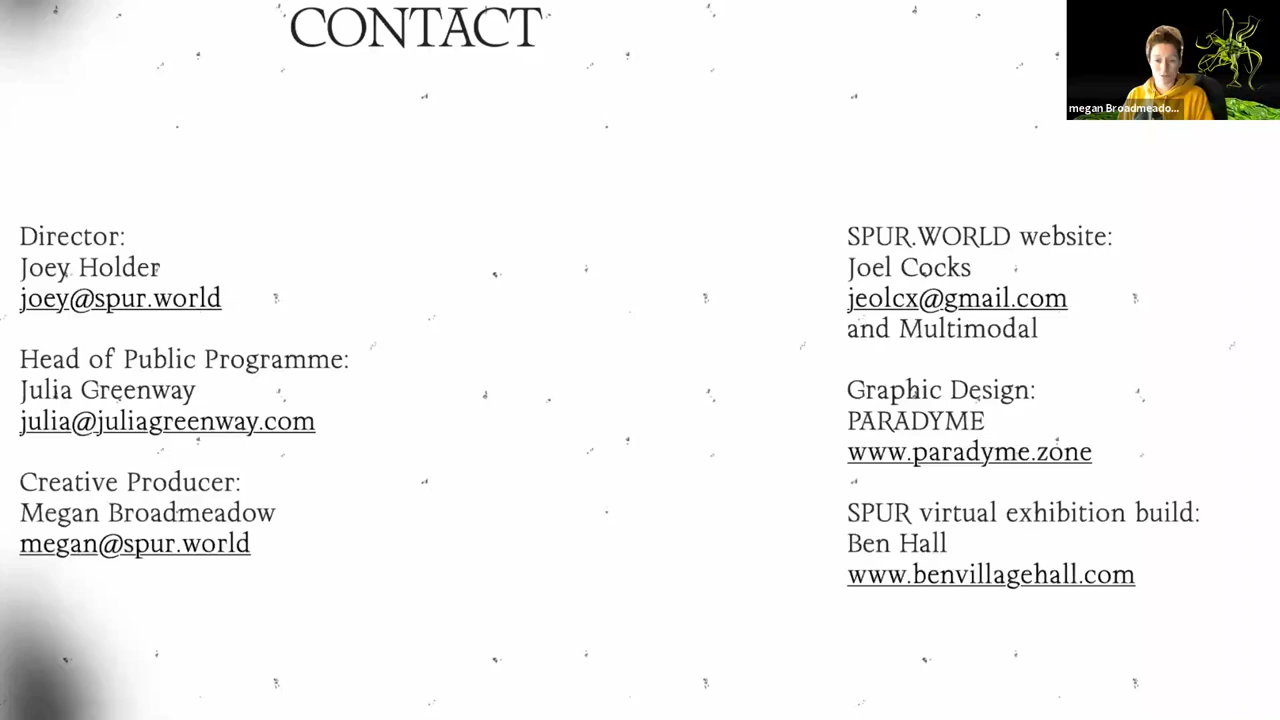 CONTACT
megan Broadmeado...
Director:
Joey Holder
joey@spur.world
Head of Public Programme:
Julia Greenway
julia@juliagreenway.com
Creative Producer:
Megan Broadmeadow
megan@spur.world
SPUR.WORLD website:
Joel Cocks
jeolcx@gmail.com
and Multimodal
Graphic Design:
PARADYME
www.paradyme.zone
SPUR virtual exhibition build:
Ben Hall
www.benvillagehall.com